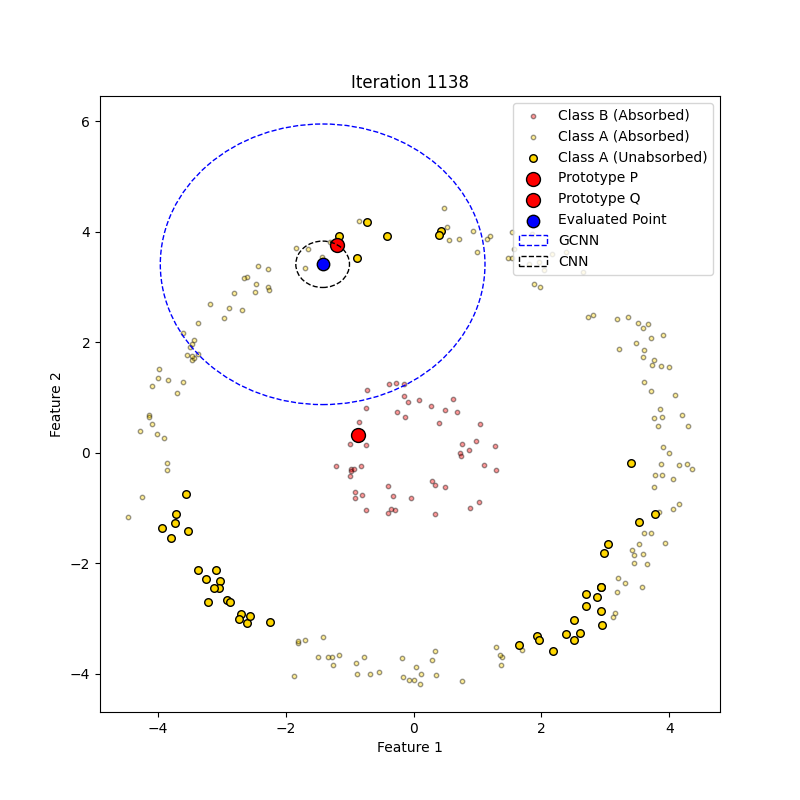 Iteration 1138
Class B (Absorbed)
Class A (Absorbed)
Class A (Unabsorbed)
Prototype P
Prototype Q
Evaluated Point
GCNN
CNN
6
4
2
0
−2
−4
Feature 2
−4
−2
0
2
4
Feature 1